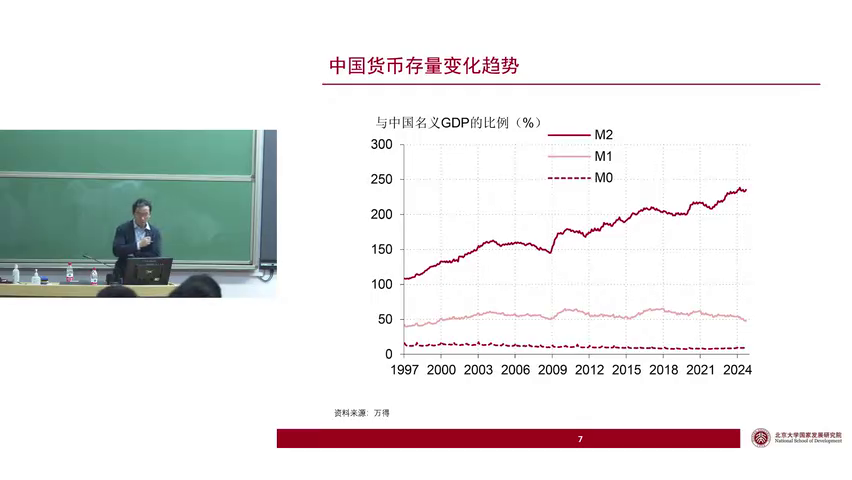 中国货币存量变化趋势
与中国名义GDP的比例（%）
M2
M1
M0
300
250
200
150
100
50
0
1997 2000 2003 2006 2009 2012 2015 2018 2021 2024
资料来源：万得
7
北京大学国家发展研究院
National School of Development